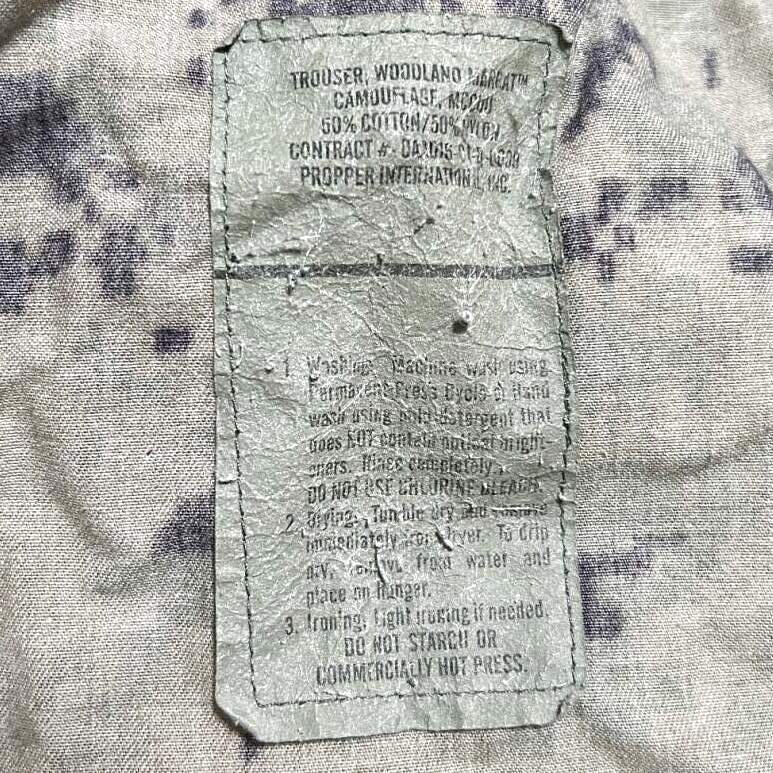 TROUSER, WOODLAND MARPAT™
CAMOUFLAGE, MCCUU
50% COTTON/50% NYLON
CONTRACT #:
PROPPER INTERNATIONAL, INC.
1. Washing: Machine wash using
Permanent Press Cycle or Hand
wash using mild detergent that
does NOT contain optical bright-
eners. Rinse completely.
DO NOT USE CHLORINE BLEACH.
2. Drying: Tumble dry and remove
immediately from dryer. To drip
dry, remove from water and
place on hanger.
3. Ironing: Light ironing if needed.
DO NOT STARCH OR
COMMERCIALLY HOT PRESS.